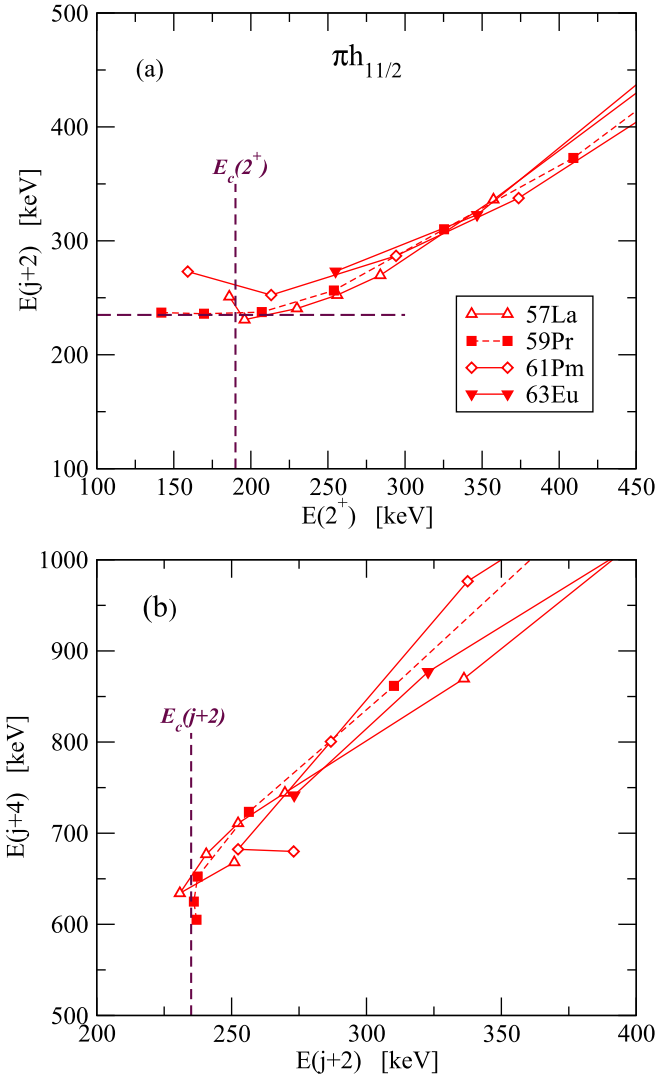 500
(a)
πh11/2
400
Ec(2+)
E(j+2) [keV]
300
57La
59Pr
200
61Pm
63Eu
100
100 150 200 250 300 350 400 450
E(2+) [keV]
1000
(b)
900
Ec(j+2)
800
E(j+4) [keV]
700
600
500
200 250 300 350 400
E(j+2) [keV]